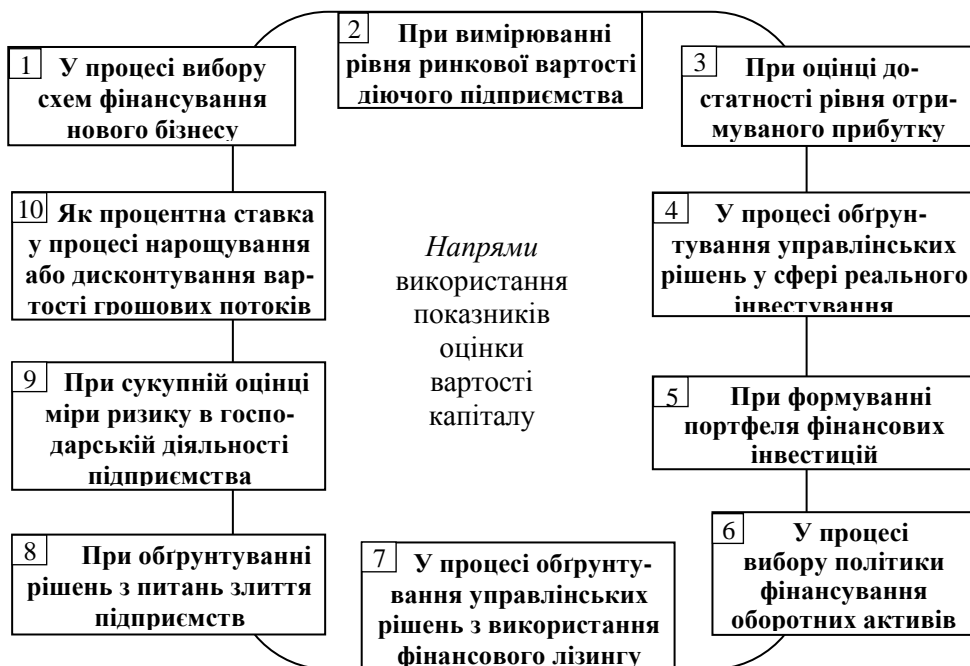 1 У процесі вибору
схем фінансування
нового бізнесу
2 При вимірюванні
рівня ринкової вартості
діючого підприємства
3 При оцінці до-
статності рівня отри-
муваного прибутку
4 У процесі обґрун-
тування управлінських
рішень у сфері реального
інвестування
5 При формуванні
портфеля фінансових
інвестицій
6 У процесі
вибору політики
фінансування
оборотних активів
7 У процесі обґрунту-
вання управлінських
рішень з використання
фінансового лізингу
8 При обґрунтуванні
рішень з питань злиття
підприємств
9 При сукупній оцінці
міри ризику в госпо-
дарській діяльності
підприємства
10 Як процентна ставка
у процесі нарощування
або дисконтування вар-
тості грошових потоків
Напрями
використання
показників
оцінки
вартості
капіталу